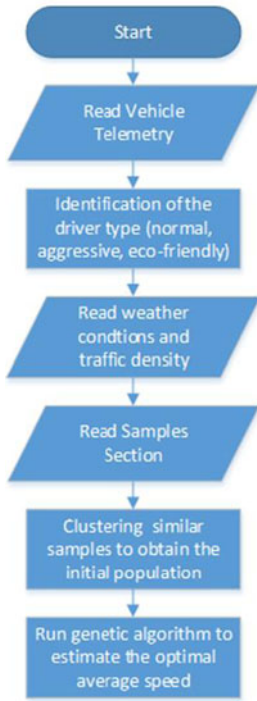 Start
Read Vehicle
Telemetry
Identification of the
driver type (normal,
aggressive, eco-friendly)
Read weather
condtions and
traffic density
Read Samples
Section
Clustering similar
samples to obtain the
initial population
Run genetic algorithm to
estimate the optimal
average speed